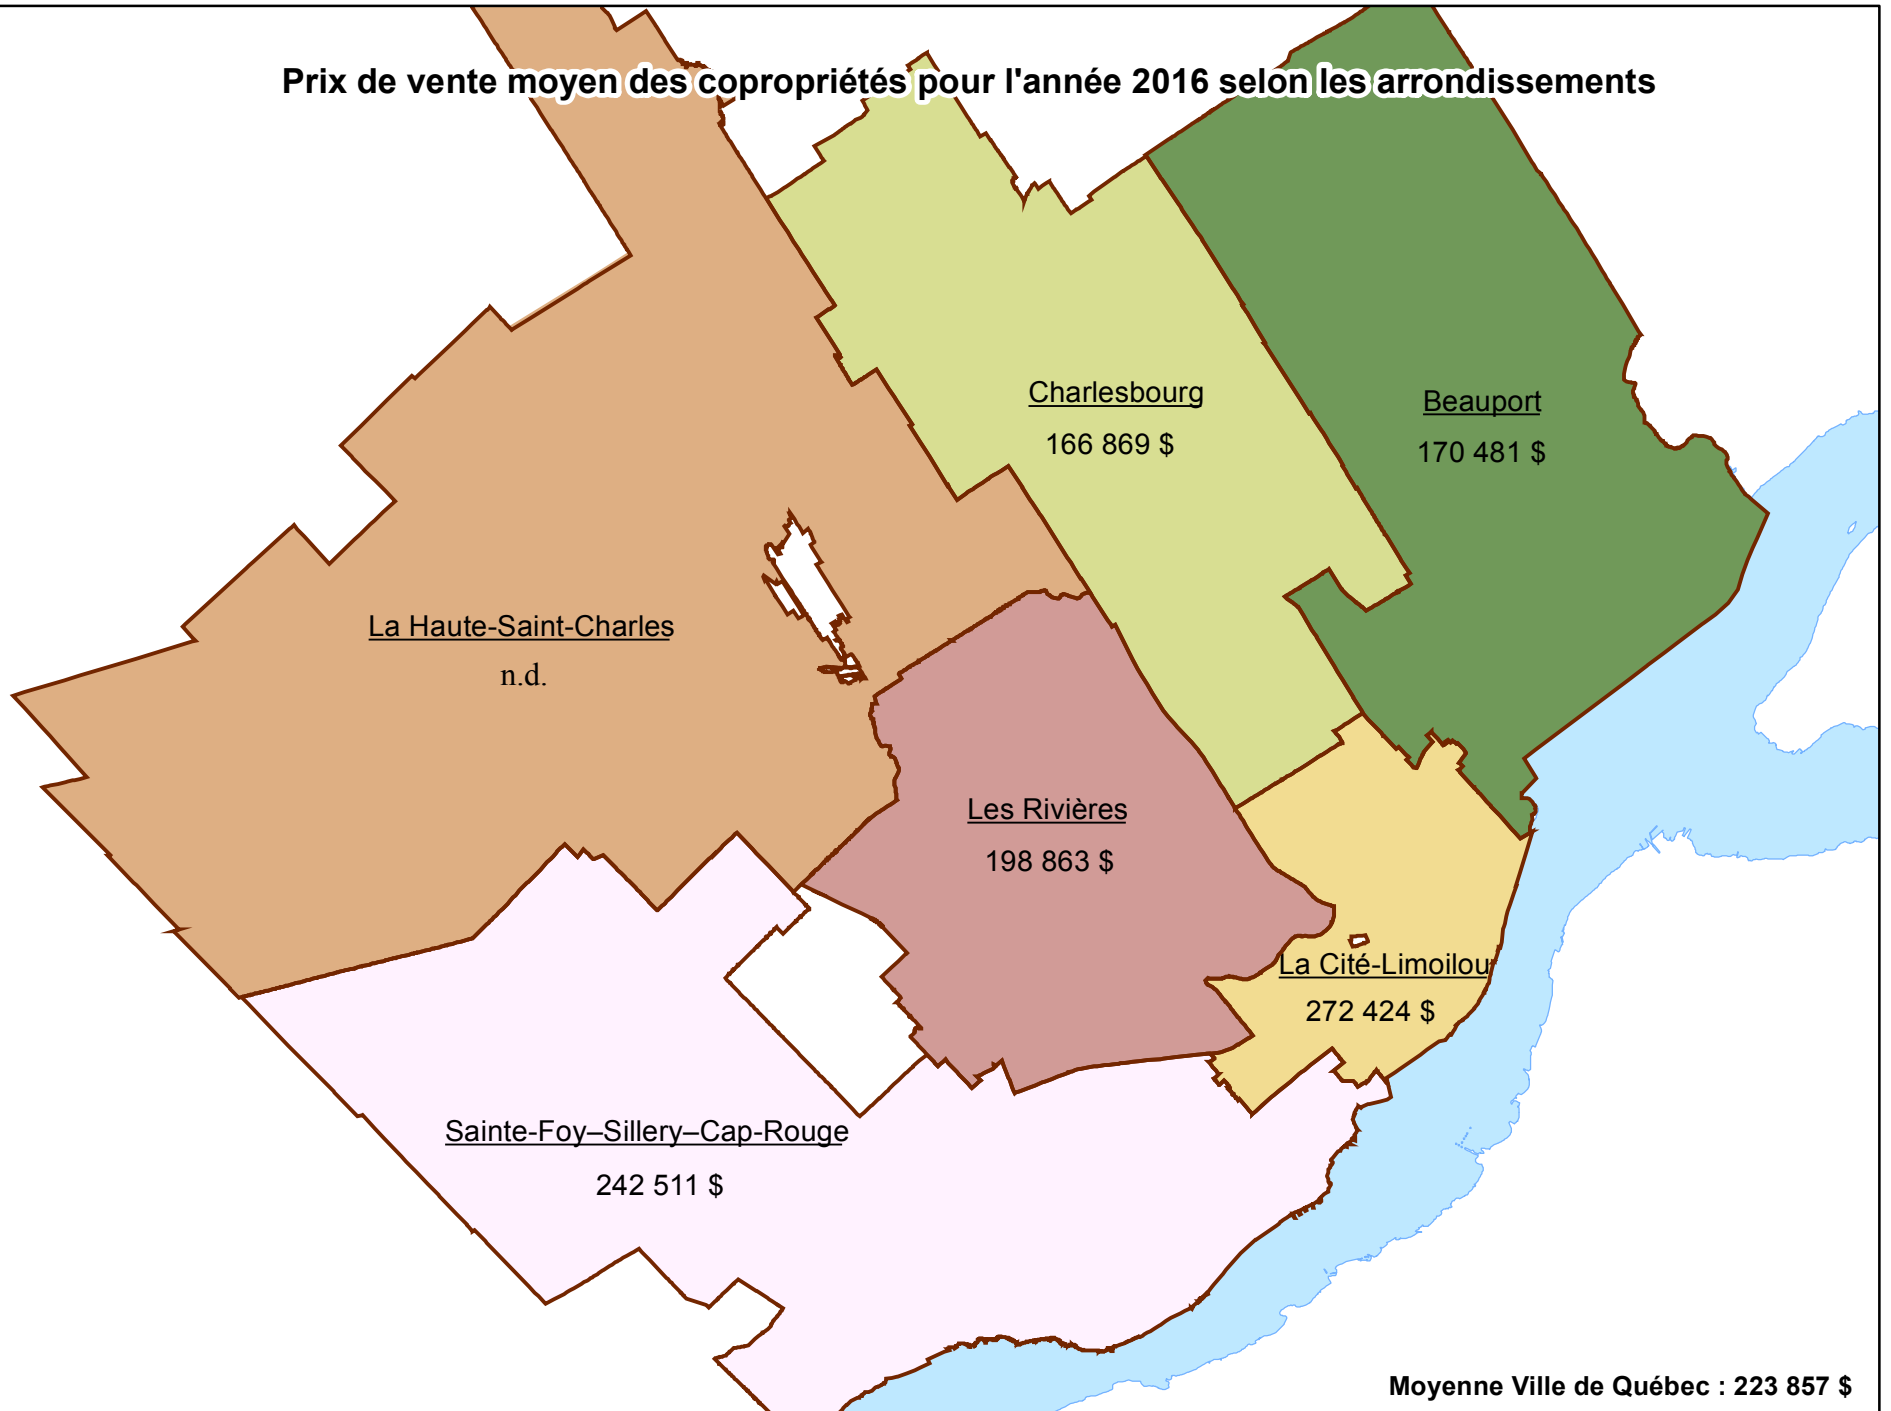 Prix de vente moyen des copropriétés pour l'année 2016 selon les arrondissements
Charlesbourg
166 869 $
Beauport
170 481 $
La Haute-Saint-Charles
n.d.
Les Rivières
198 863 $
La Cité-Limoilou
272 424 $
Sainte-Foy–Sillery–Cap-Rouge
242 511 $
Moyenne Ville de Québec : 223 857 $